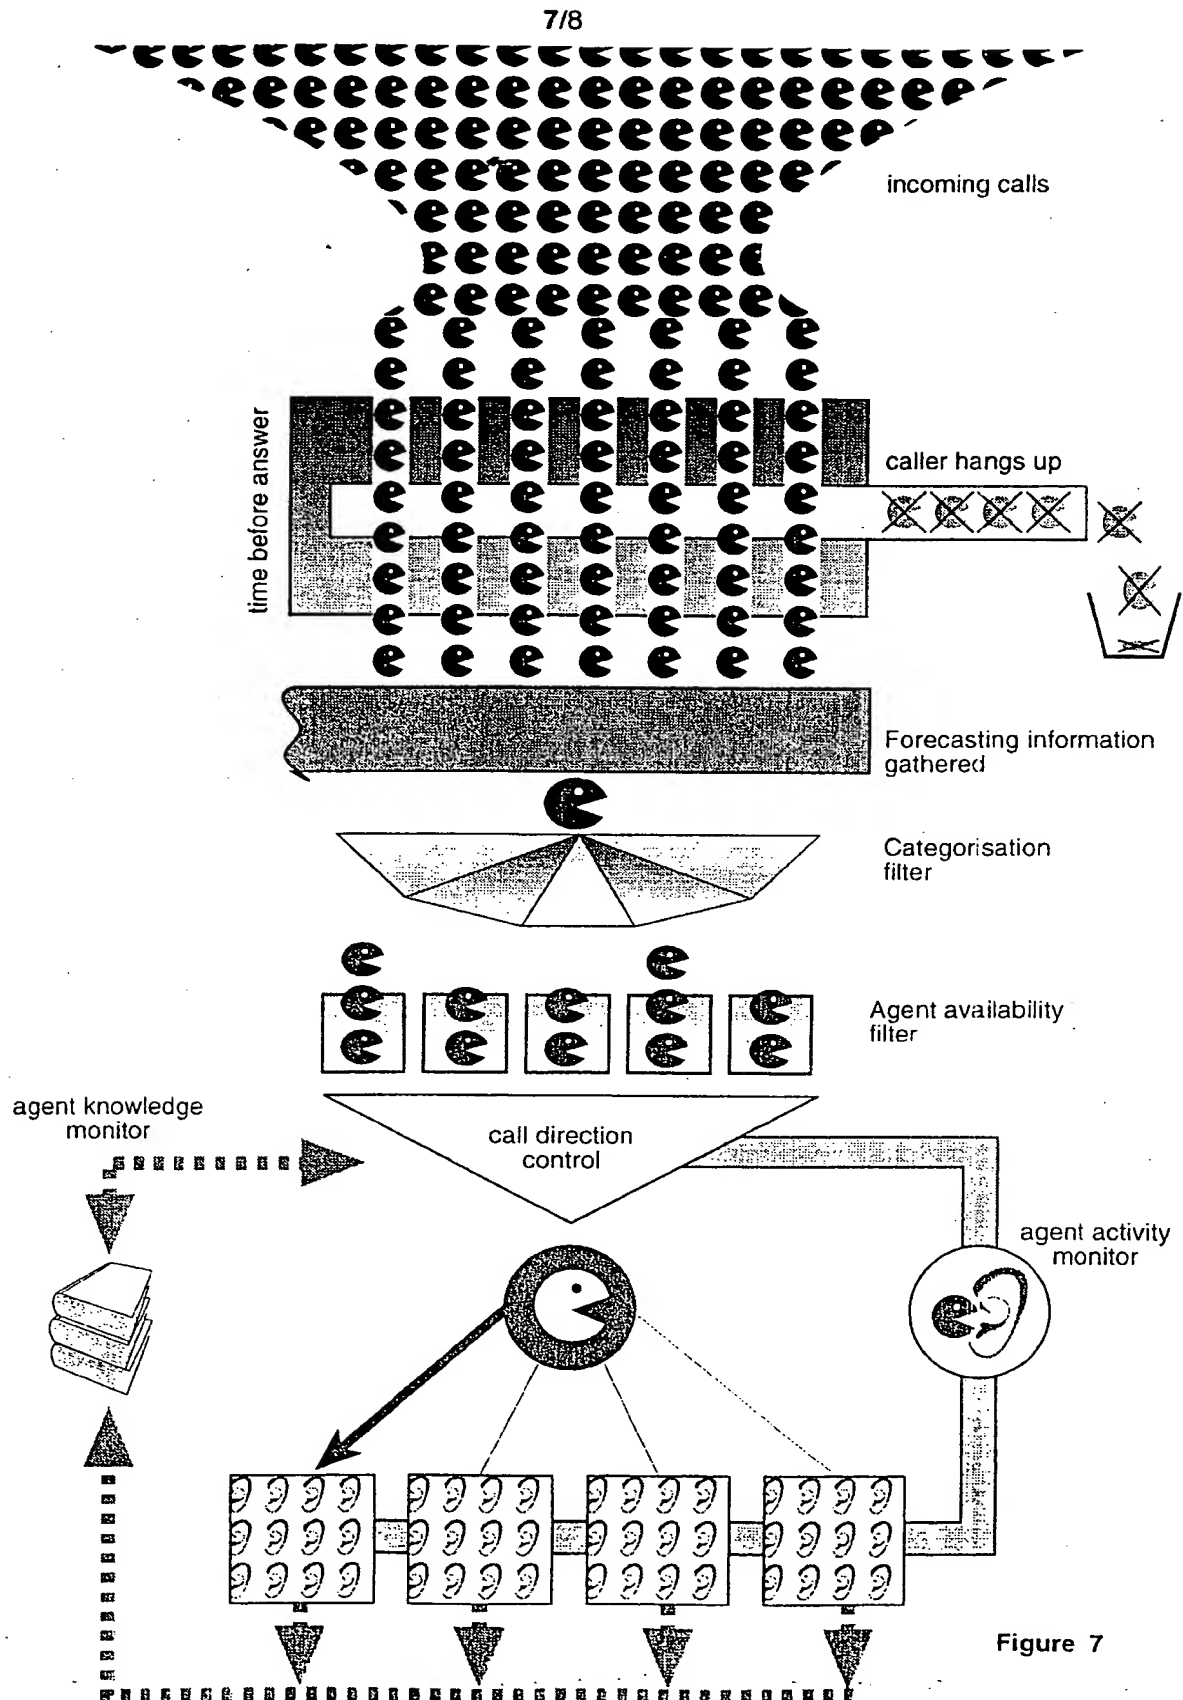 7/8
incoming calls
time before answer
caller hangs up
Forecasting information
gathered
Categorisation
filter
Agent availability
filter
agent knowledge
monitor
call direction
control
agent activity
monitor
Figure 7